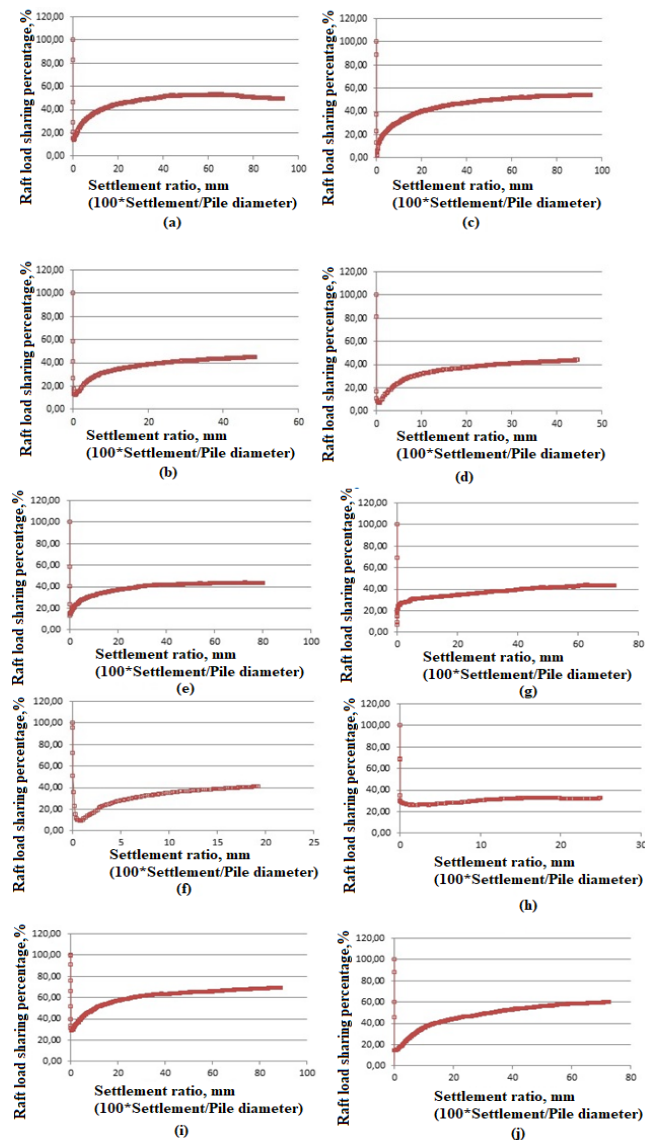 Raft load sharing percentage,%
120,00
100,00
80,00
60,00
40,00
20,00
0,00
0 20 40 60 80 100
Settlement ratio, mm
(100*Settlement/Pile diameter)
(a)
Raft load sharing percentage,%
120,00
100,00
80,00
60,00
40,00
20,00
0,00
0 20 40 60 80 100
Settlement ratio, mm
(100*Settlement/Pile diameter)
(c)
Raft load sharing percentage,%
120,00
100,00
80,00
60,00
40,00
20,00
0,00
0 20 40 60
Settlement ratio, mm
(100*Settlement/Pile diameter)
(b)
Raft load sharing percentage,%
120,00
100,00
80,00
60,00
40,00
20,00
0,00
0 10 20 30 40 50
Settlement ratio, mm
(100*Settlement/Pile diameter)
(d)
Raft load sharing percentage,%
120,00
100,00
80,00
60,00
40,00
20,00
0,00
0 20 40 60 80 100
Settlement ratio, mm
(100*Settlement/Pile diameter)
(e)
Raft load sharing percentage,%
120,00
100,00
80,00
60,00
40,00
20,00
0,00
0 20 40 60 80
Settlement ratio, mm
(100*Settlement/Pile diameter)
(g)
Raft load sharing percentage,%
120,00
100,00
80,00
60,00
40,00
20,00
0,00
0 5 10 15 20 25
Settlement ratio, mm
(100*Settlement/Pile diameter)
(f)
Raft load sharing percentage,%
120,00
100,00
80,00
60,00
40,00
20,00
0,00
0 10 20 30
Settlement ratio, mm
(100*Settlement/Pile diameter)
(h)
Raft load sharing percentage,%
120,00
100,00
80,00
60,00
40,00
20,00
0,00
0 20 40 60 80 100
Settlement ratio, mm
(100*Settlement/Pile diameter)
(i)
Raft load sharing percentage,%
120,00
100,00
80,00
60,00
40,00
20,00
0,00
0 20 40 60 80
Settlement ratio, mm
(100*Settlement/Pile diameter)
(j)